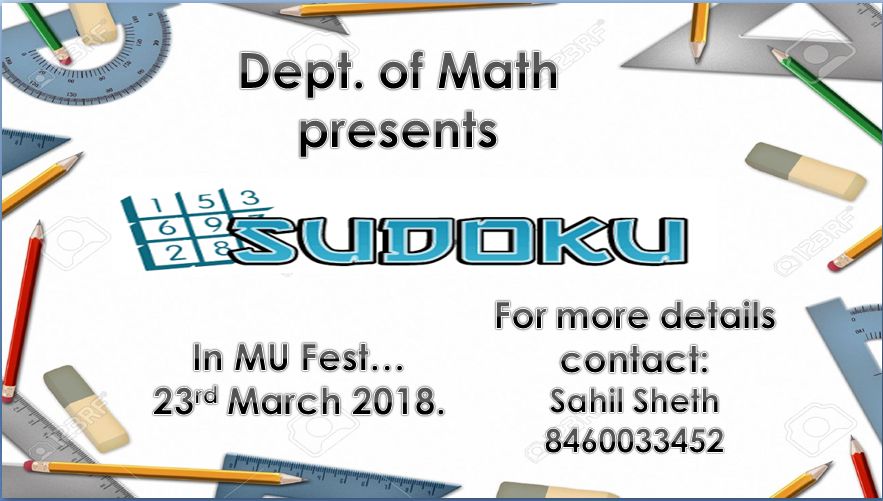 Dept. of Math
presents
1 5 3
6 9
2 8
SUDOKU
In MU Fest...
23rd March 2018.
For more details
contact:
Sahil Sheth
8460033452
123RF